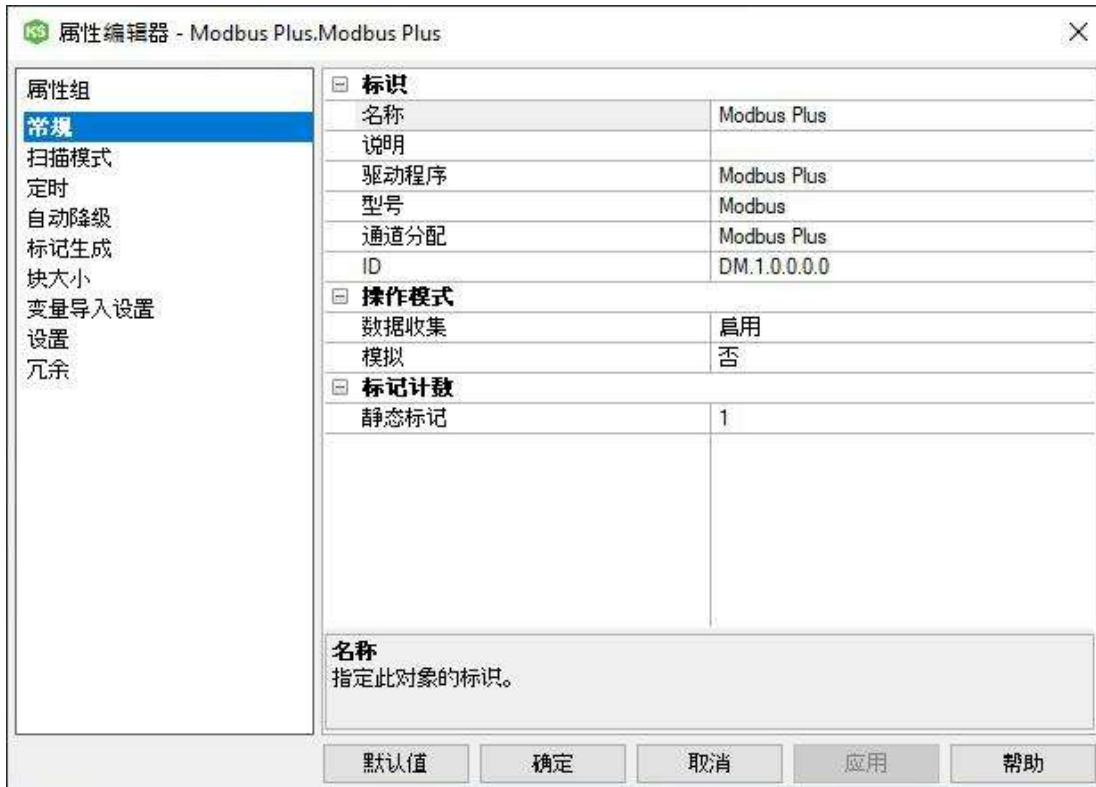 属性编辑器 - Modbus Plus.Modbus Plus
属性组
常规
扫描模式
定时
自动降级
标记生成
块大小
变量导入设置
设置
冗余
标识
名称 Modbus Plus
说明
驱动程序 Modbus Plus
型号 Modbus
通道分配 Modbus Plus
ID DM.1.0.0.0.0
操作模式
数据收集 启用
模拟 否
标记计数
静态标记 1
名称
指定此对象的标识。
默认值 确定 取消 应用 帮助